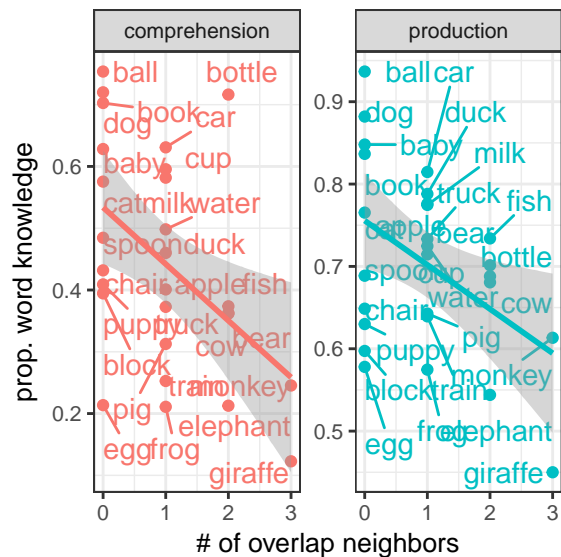 comprehension production
ball bottle
book car
dog
cup
baby
cat milk water
spoon duck
chair apple fish
puppy truck bear
cow
block
train monkey
pig
elephant
egg frog
giraffe
0.6
0.4
0.2
0 1 2 3
ball car
dog duck
baby milk
book truck fish
cat apple bear
bottle
spoon cup
water cow
chair pig
puppy monkey
block train
frog elephant
egg
giraffe
0.9
0.8
0.7
0.6
0.5
0 1 2 3
prop. word knowledge
# of overlap neighbors